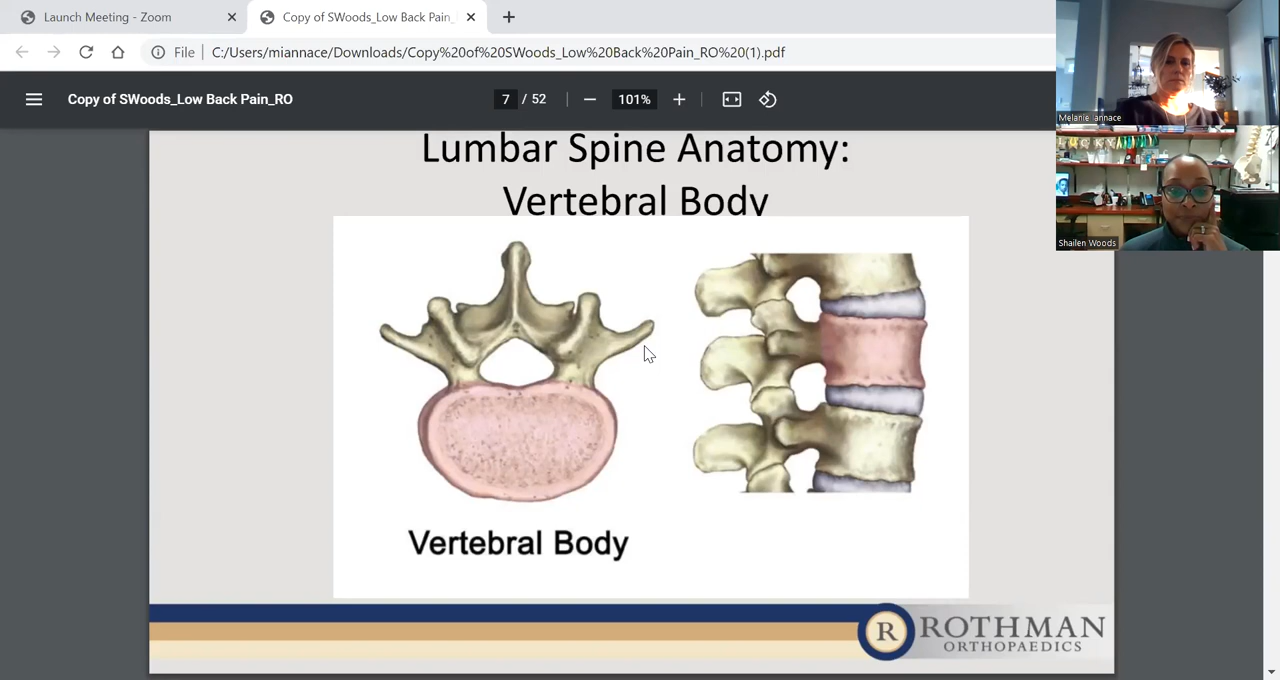 Launch Meeting - Zoom
Copy of SWoods_Low Back Pain_
File
C:/Users/miannace/Downloads/Copy%20of%20SWoods_Low%20Back%20Pain_RO%20(1).pdf
Copy of SWoods_Low Back Pain_RO
7 / 52
101%
Melanie Iannace
Shailen Woods
Lumbar Spine Anatomy:
Vertebral Body
Vertebral Body
R
ROTHMAN
ORTHOPAEDICS